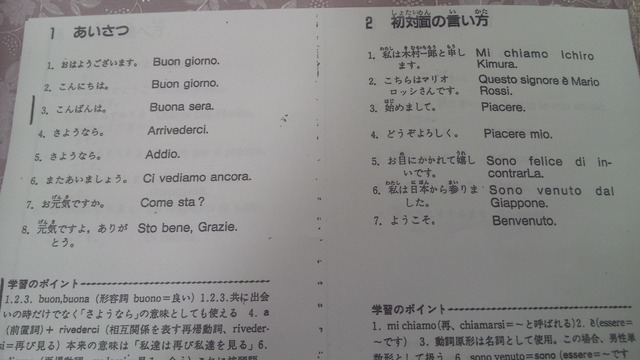 1 あいさつ
1. おはようございます。 Buon giorno.
2. こんにちは。 Buon giorno.
3. こんばんは。 Buona sera.
4. さようなら。 Arrivederci.
5. さようなら。 Addio.
6. またあいましょう。 Ci vediamo ancora.
7. お元気ですか。 Come sta ?
8. 元気ですよ，ありが Sto bene, Grazie.
とう。
学習のポイント
1.2.3. buon,buona (形容詞 buono＝良い) 1.2.3.共に出会
いの時だけでなく「さようなら」の意味としても使える 4. a
(前置詞)＋rivederci (相互関係を表す再帰動詞，riveder-
si＝再び見る) 本来の意味は「私達は再び私達を見る」6.
2 初対面の言い方
1. 私は木村一郎と申し Mi chiamo Ichiro
ます。 Kimura.
2. こちらはマリオ Questo signore è Mario
ロッシさんです。 Rossi.
3. 始めまして。 Piacere.
4. どうぞよろしく。 Piacere mio.
5. お目にかかれて嬉し Sono felice di in-
いです。 contrarLa.
6. 私は日本から参りま Sono venuto dal
した。 Giappone.
7. ようこそ。 Benvenuto.
学習のポイント
1. mi chiamo (再，chiamarsi＝～と呼ばれる) 2. è (essere＝
～です) 3. 動詞原形は名詞として使用。この場合，男性単
数形として扱う 6. sono venuto (essere＝～です